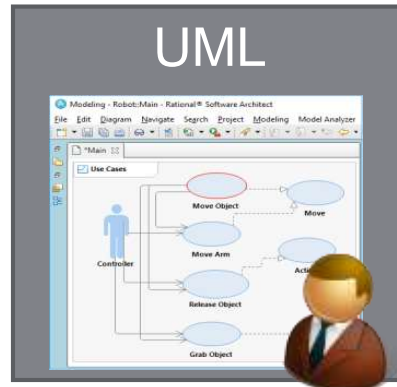 UML
Modeling - Robot::Main - Rational® Software Architect
File Edit Diagram Navigate Search Project Modeling Model Analyzer
*Main
Use Cases
Move Object
Move
Move Arm
Controller
Release Object
Grab Object